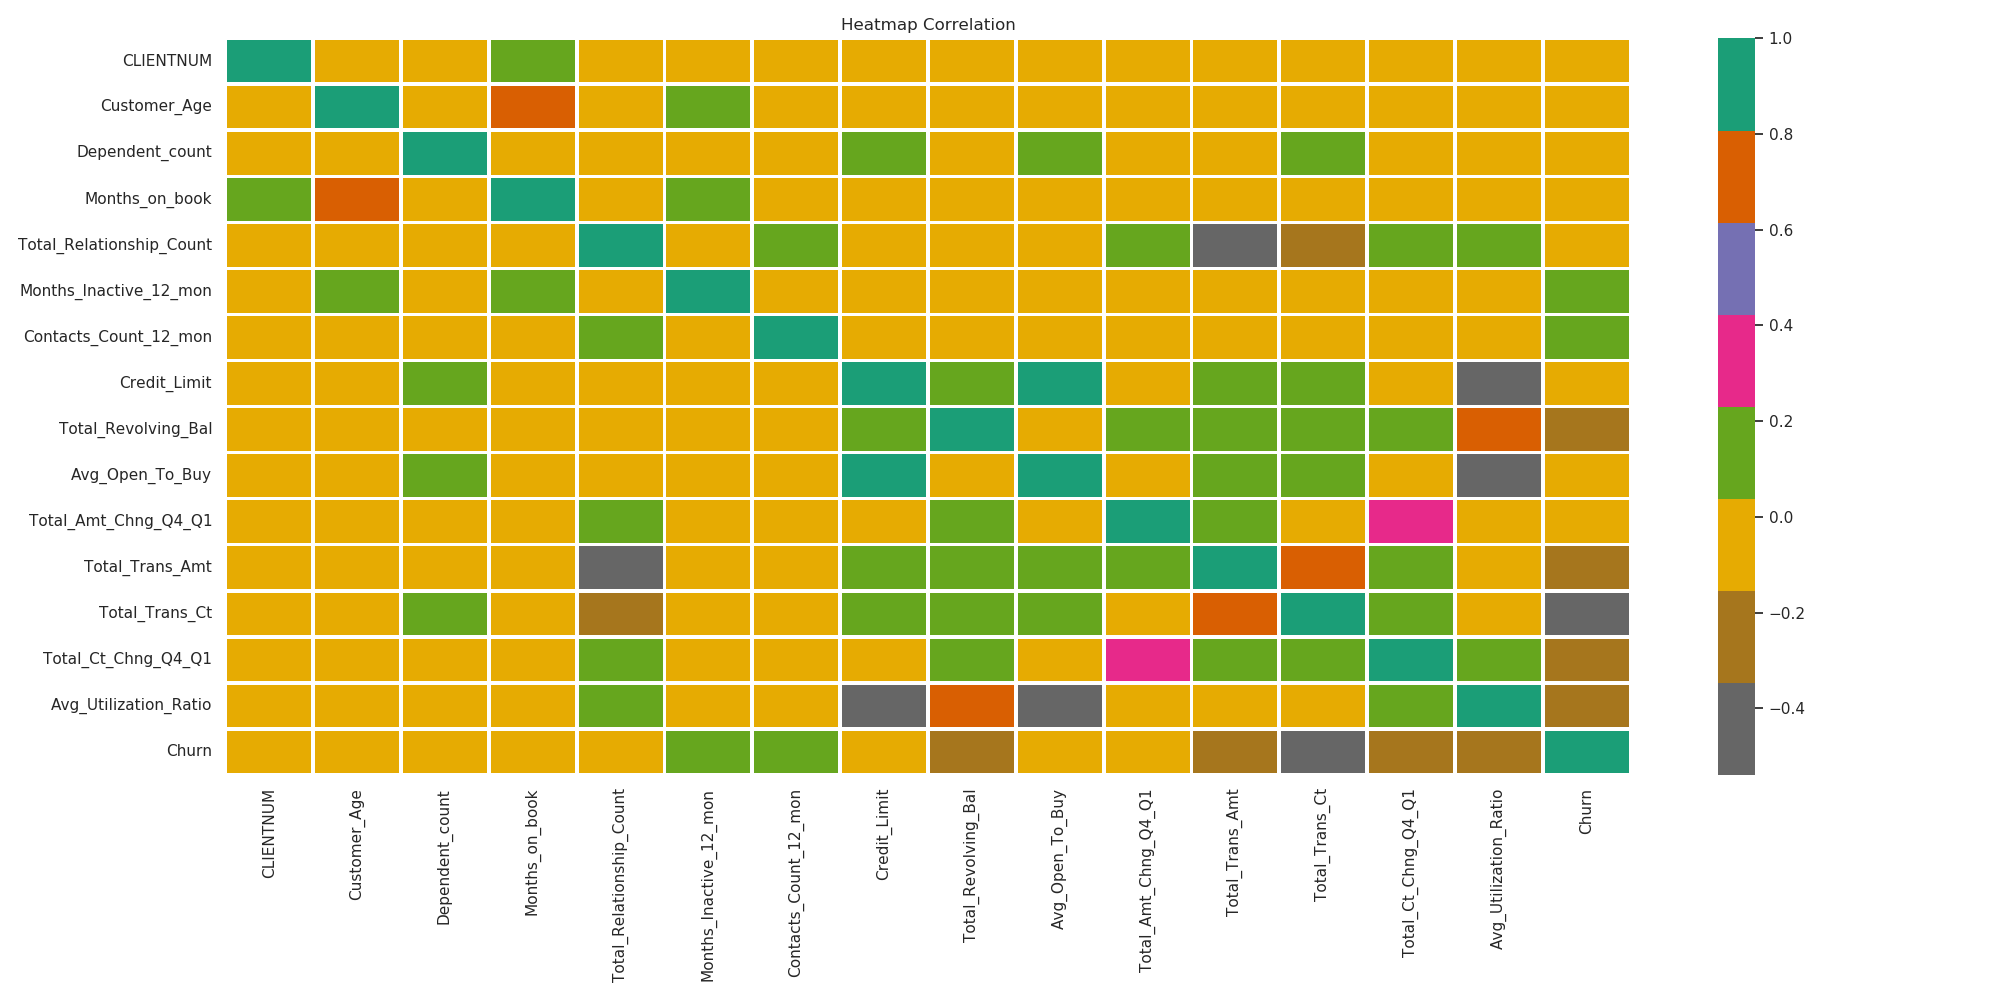 Heatmap Correlation
CLIENTNUM
Customer_Age
Dependent_count
Months_on_book
Total_Relationship_Count
Months_Inactive_12_mon
Contacts_Count_12_mon
Credit_Limit
Total_Revolving_Bal
Avg_Open_To_Buy
Total_Amt_Chng_Q4_Q1
Total_Trans_Amt
Total_Trans_Ct
Total_Ct_Chng_Q4_Q1
Avg_Utilization_Ratio
Churn
CLIENTNUM
Customer_Age
Dependent_count
Months_on_book
Total_Relationship_Count
Months_Inactive_12_mon
Contacts_Count_12_mon
Credit_Limit
Total_Revolving_Bal
Avg_Open_To_Buy
Total_Amt_Chng_Q4_Q1
Total_Trans_Amt
Total_Trans_Ct
Total_Ct_Chng_Q4_Q1
Avg_Utilization_Ratio
Churn
1.0
0.8
0.6
0.4
0.2
0.0
−0.2
−0.4